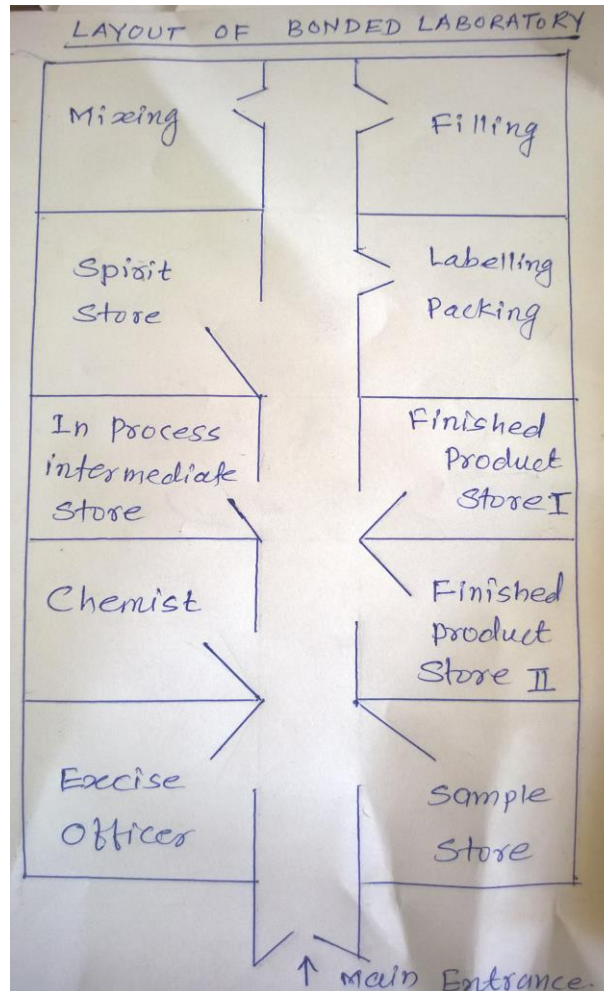 LAYOUT OF BONDED LABORATORY
Mixing
Filling
Spirit
Store
Labelling
Packing
In Process
intermediate
Store
Finished
Product
Store I
Chemist
Finished
product
Store II
Excise
Officer
Sample
Store
↑ Main Entrance.